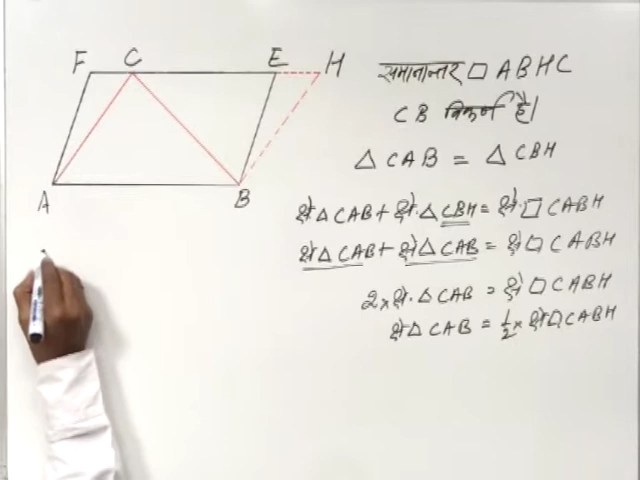 F C E H
A B
समानान्तर □ ABHC
CB विकर्ण है।
△ CAB = △ CBH
क्षे △ CAB + क्षे. △ CBH = क्षे. □ CABH
क्षे △ CAB + क्षे △ CAB = क्षे □ CABH
2 × क्षे. △ CAB = क्षे □ CABH
क्षे △ CAB = 1/2 × क्षे □ CABH